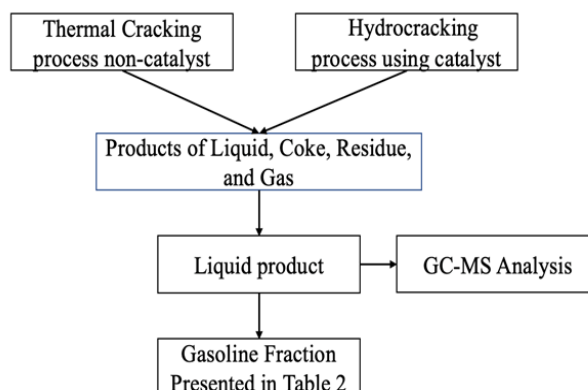 Thermal Cracking
process non-catalyst
Hydrocracking
process using catalyst
Products of Liquid, Coke, Residue,
and Gas
Liquid product
GC-MS Analysis
Gasoline Fraction
Presented in Table 2